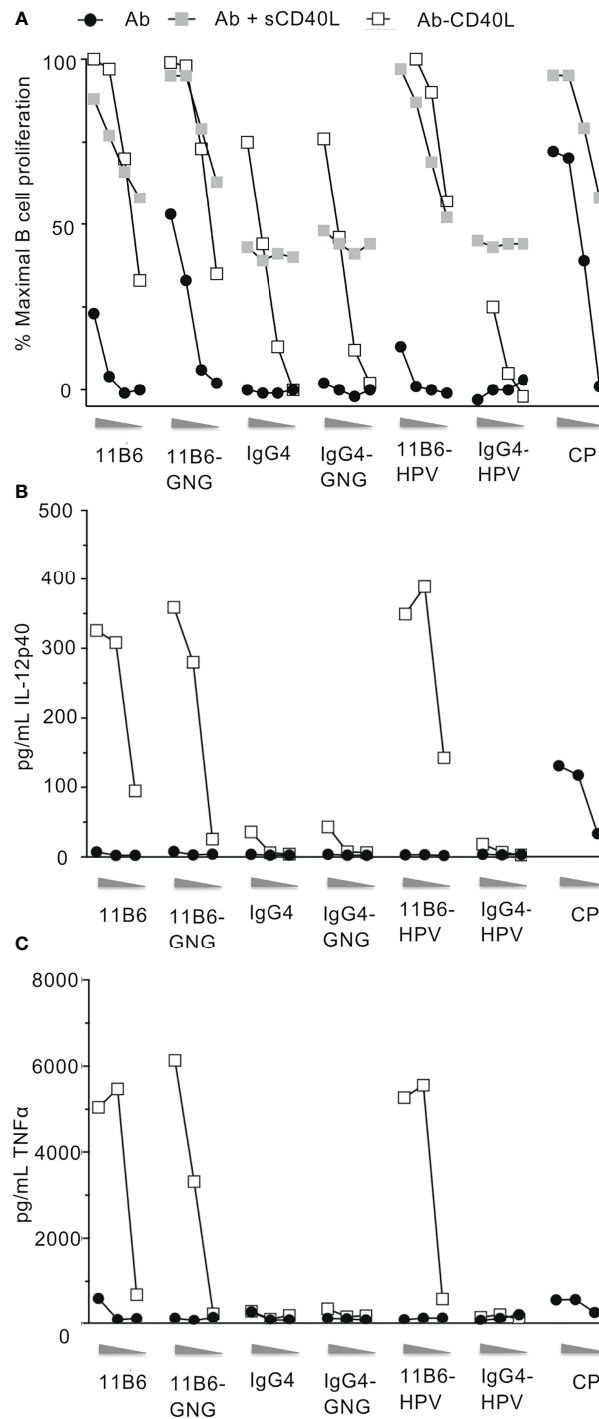 A
Ab
Ab + sCD40L
Ab-CD40L
% Maximal B cell proliferation
100
50
0
11B6
11B6-
GNG
IgG4
IgG4-
GNG
11B6-
HPV
IgG4-
HPV
CP
B
pg/mL IL-12p40
500
400
300
200
100
0
11B6
11B6-
GNG
IgG4
IgG4-
GNG
11B6-
HPV
IgG4-
HPV
CP
C
pg/mL TNFα
8000
6000
4000
2000
0
11B6
11B6-
GNG
IgG4
IgG4-
GNG
11B6-
HPV
IgG4-
HPV
CP